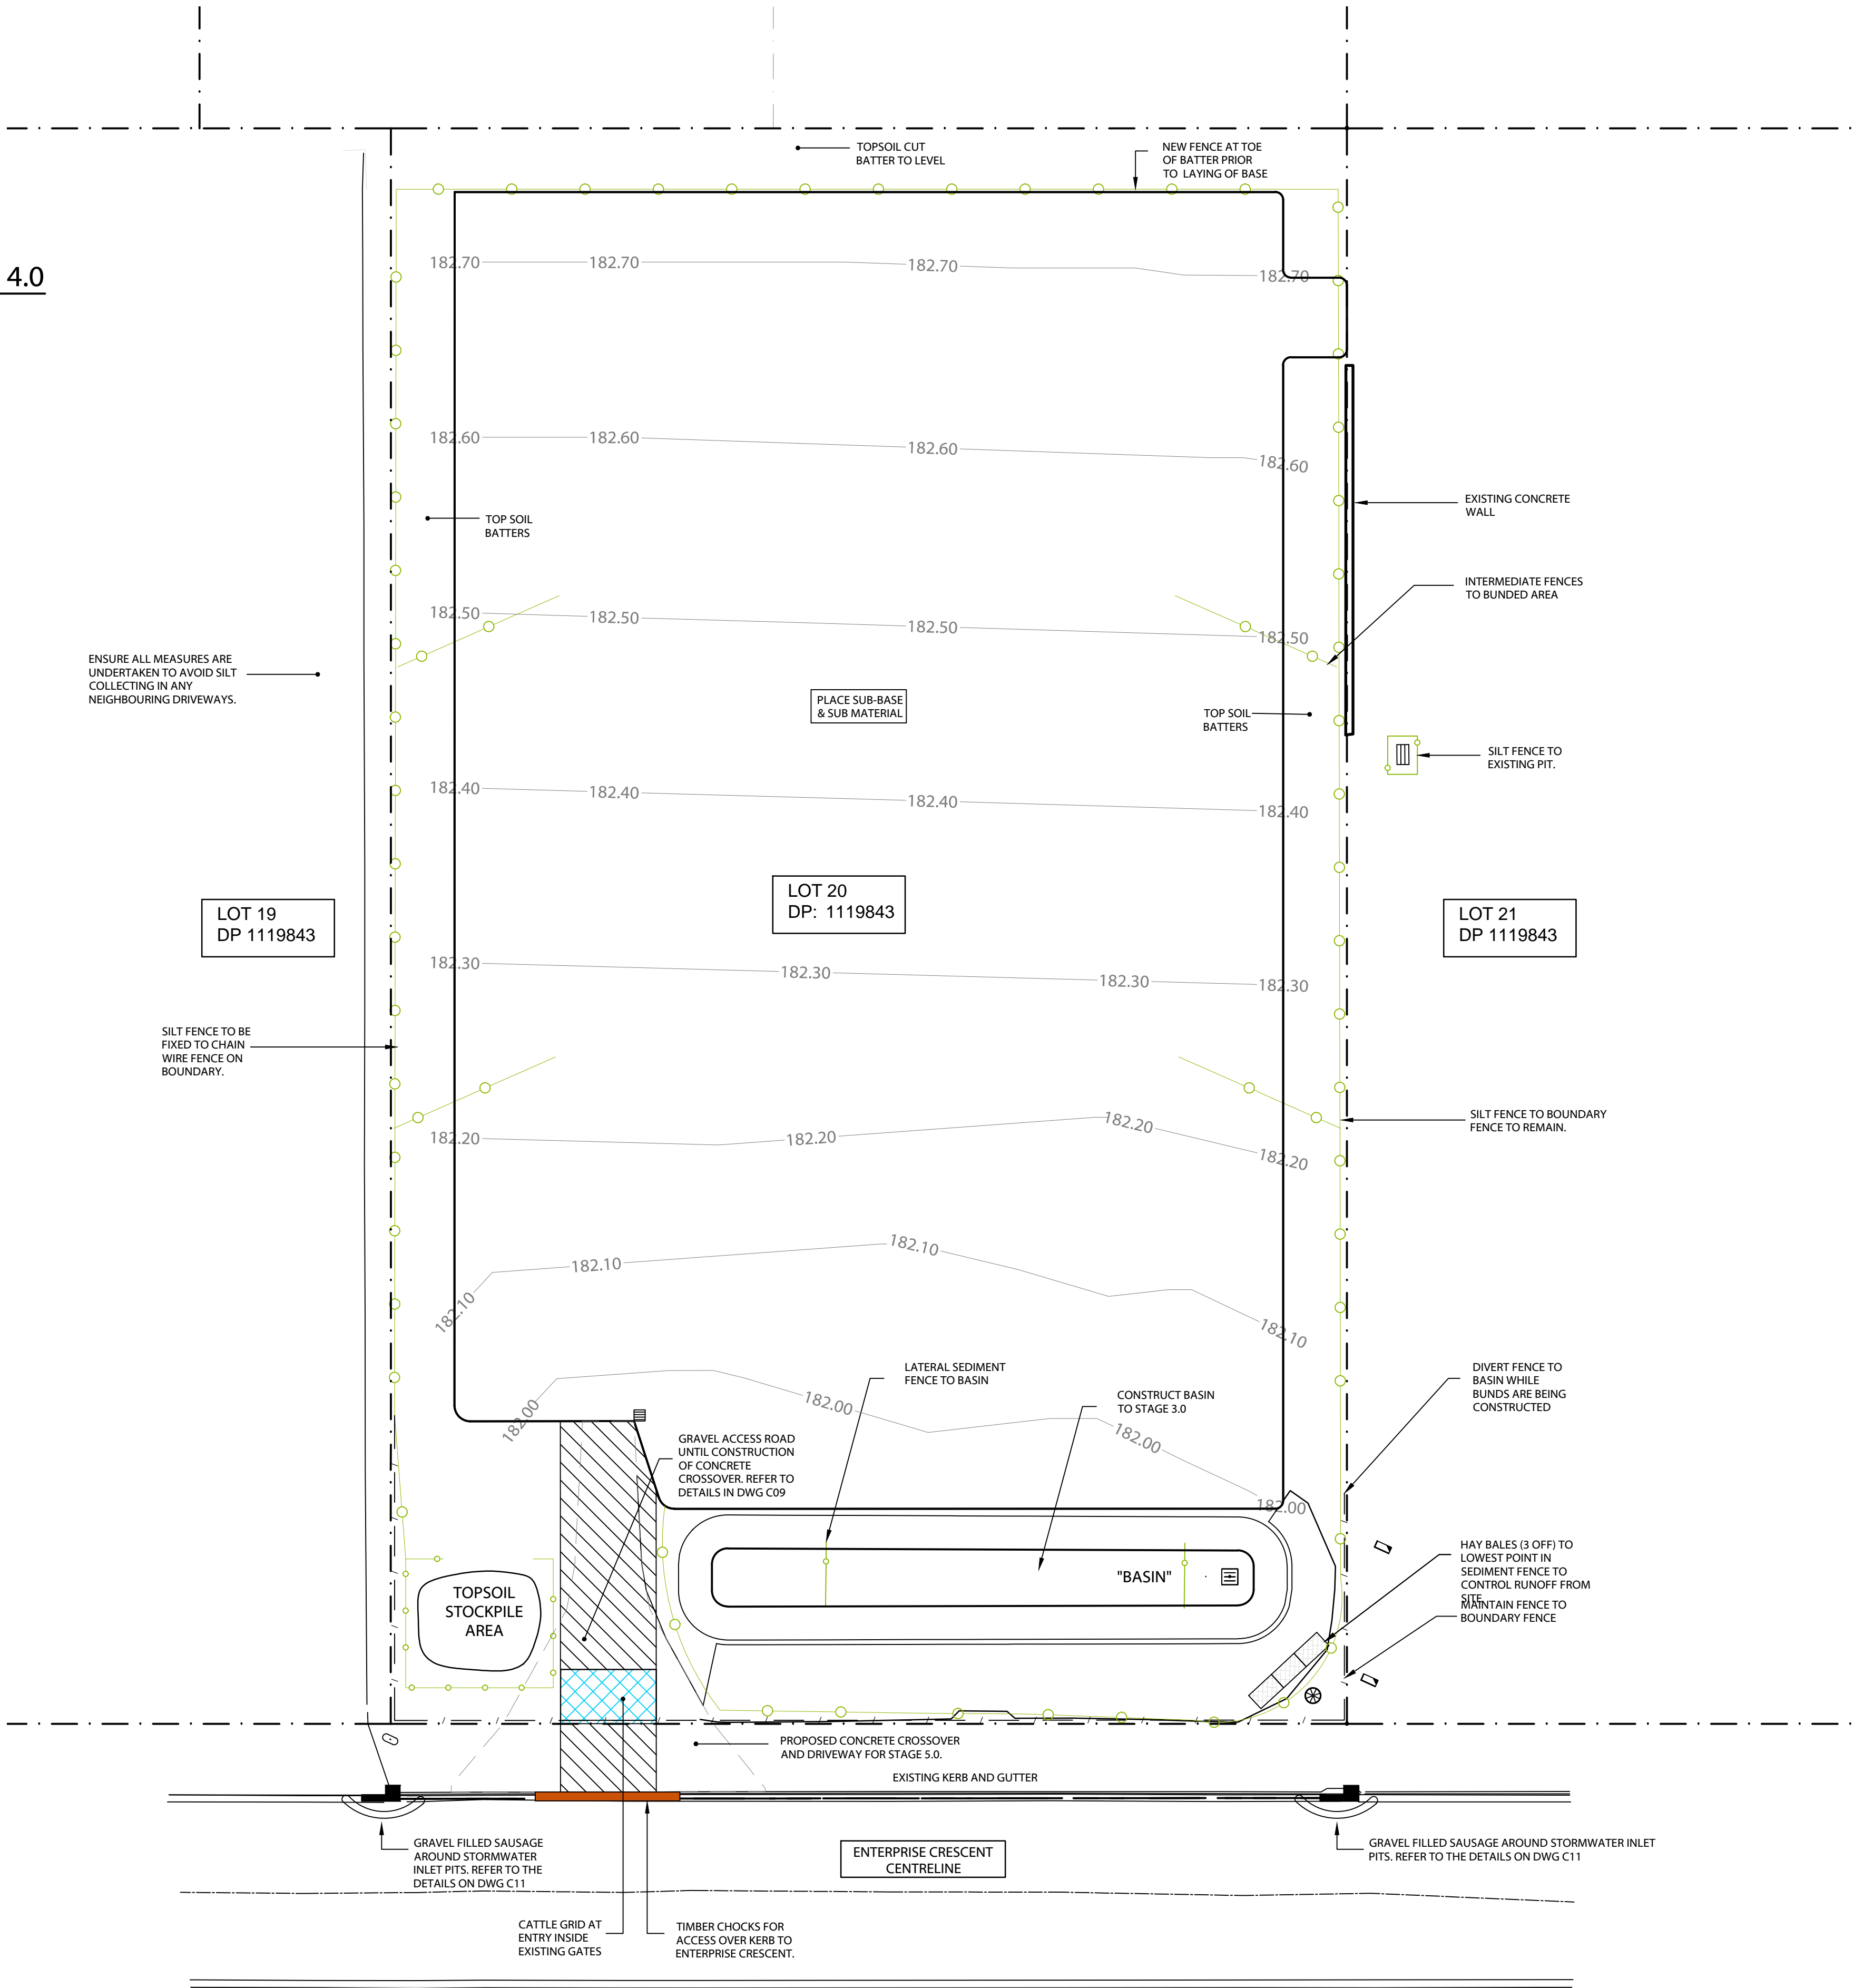 TOPSOIL CUT
BATTER TO LEVEL
NEW FENCE AT TOE
OF BATTER PRIOR
TO LAYING OF BASE
4.0
182.70
182.70
182.70
182.70
182.60
182.60
182.60
182.60
EXISTING CONCRETE
WALL
TOP SOIL
BATTERS
INTERMEDIATE FENCES
TO BUNDED AREA
182.50
182.50
182.50
182.50
ENSURE ALL MEASURES ARE
UNDERTAKEN TO AVOID SILT
COLLECTING IN ANY
NEIGHBOURING DRIVEWAYS.
PLACE SUB-BASE
& SUB MATERIAL
TOP SOIL
BATTERS
SILT FENCE TO
EXISTING PIT.
182.40
182.40
182.40
182.40
LOT 19
DP 1119843
LOT 20
DP: 1119843
LOT 21
DP 1119843
182.30
182.30
182.30
182.30
SILT FENCE TO BE
FIXED TO CHAIN
WIRE FENCE ON
BOUNDARY.
SILT FENCE TO BOUNDARY
FENCE TO REMAIN.
182.20
182.20
182.20
182.20
182.10
182.10
182.10
182.10
LATERAL SEDIMENT
FENCE TO BASIN
CONSTRUCT BASIN
TO STAGE 3.0
DIVERT FENCE TO
BASIN WHILE
BUNDS ARE BEING
CONSTRUCTED
182.00
182.00
182.00
182.00
GRAVEL ACCESS ROAD
UNTIL CONSTRUCTION
OF CONCRETE
CROSSOVER. REFER TO
DETAILS IN DWG C09
HAY BALES (3 OFF) TO
LOWEST POINT IN
SEDIMENT FENCE TO
CONTROL RUNOFF FROM
SITE
MAINTAIN FENCE TO
BOUNDARY FENCE
"BASIN"
TOPSOIL
STOCKPILE
AREA
PROPOSED CONCRETE CROSSOVER
AND DRIVEWAY FOR STAGE 5.0.
EXISTING KERB AND GUTTER
GRAVEL FILLED SAUSAGE
AROUND STORMWATER
INLET PITS. REFER TO THE
DETAILS ON DWG C11
ENTERPRISE CRESCENT
CENTRELINE
GRAVEL FILLED SAUSAGE AROUND STORMWATER INLET
PITS. REFER TO THE DETAILS ON DWG C11
CATTLE GRID AT
ENTRY INSIDE
EXISTING GATES
TIMBER CHOCKS FOR
ACCESS OVER KERB TO
ENTERPRISE CRESCENT.